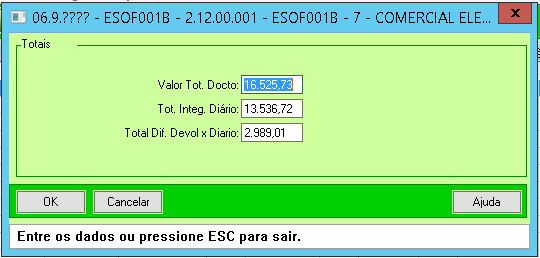 06.9.???? - ESOF001B - 2.12.00.001 - ESOF001B - 7 - COMERCIAL ELE... x
Totais
Valor Tot. Docto: 16.525,73
Tot. Integ. Diário: 13.536,72
Total Dif. Devol x Diario: 2.989,01
OK Cancelar Ajuda
Entre os dados ou pressione ESC para sair.